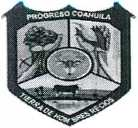 PROGRESO COAHUILA
TIERRA DE HOMBRES RECIOS